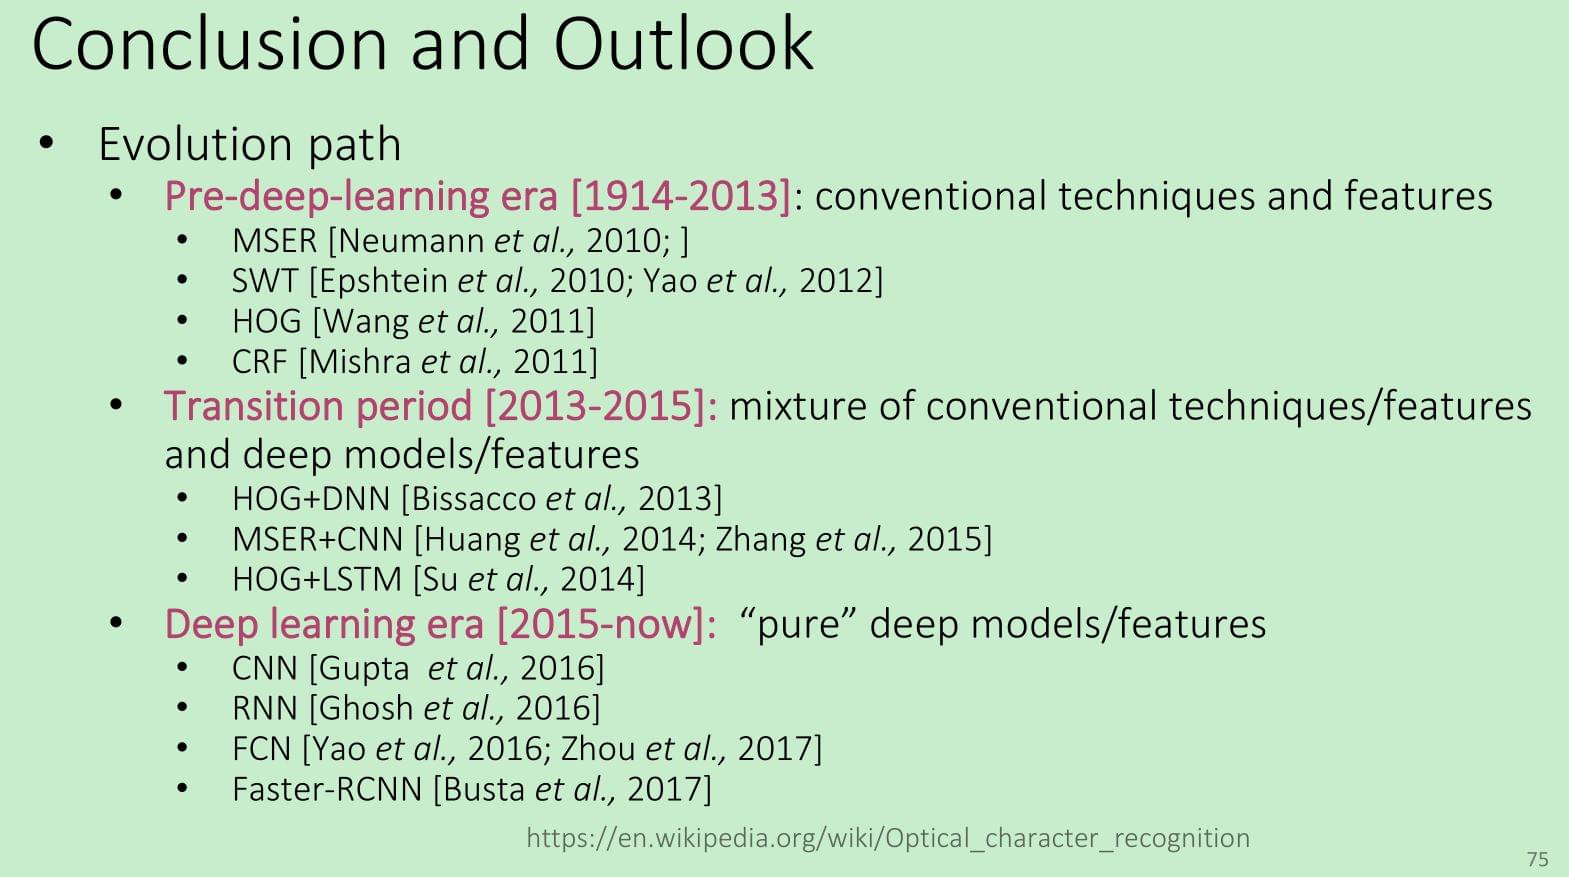 Conclusion and Outlook
• Evolution path
• Pre-deep-learning era [1914-2013]: conventional techniques and features
• MSER [Neumann et al., 2010; ]
• SWT [Epshtein et al., 2010; Yao et al., 2012]
• HOG [Wang et al., 2011]
• CRF [Mishra et al., 2011]
• Transition period [2013-2015]: mixture of conventional techniques/features
and deep models/features
• HOG+DNN [Bissacco et al., 2013]
• MSER+CNN [Huang et al., 2014; Zhang et al., 2015]
• HOG+LSTM [Su et al., 2014]
• Deep learning era [2015-now]: “pure” deep models/features
• CNN [Gupta et al., 2016]
• RNN [Ghosh et al., 2016]
• FCN [Yao et al., 2016; Zhou et al., 2017]
• Faster-RCNN [Busta et al., 2017]
https://en.wikipedia.org/wiki/Optical_character_recognition
75